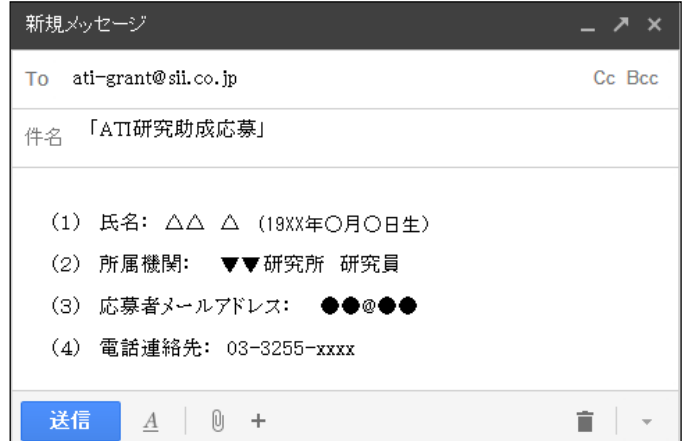 新規メッセージ
To ati-grant@sii.co.jp Cc Bcc
件名 「ATI研究助成応募」
(1) 氏名: △△ △ (19XX年〇月〇日生)
(2) 所属機関: ▼▼研究所 研究員
(3) 応募者メールアドレス: ●●@●●
(4) 電話連絡先: 03-3255-xxxx
送信 A